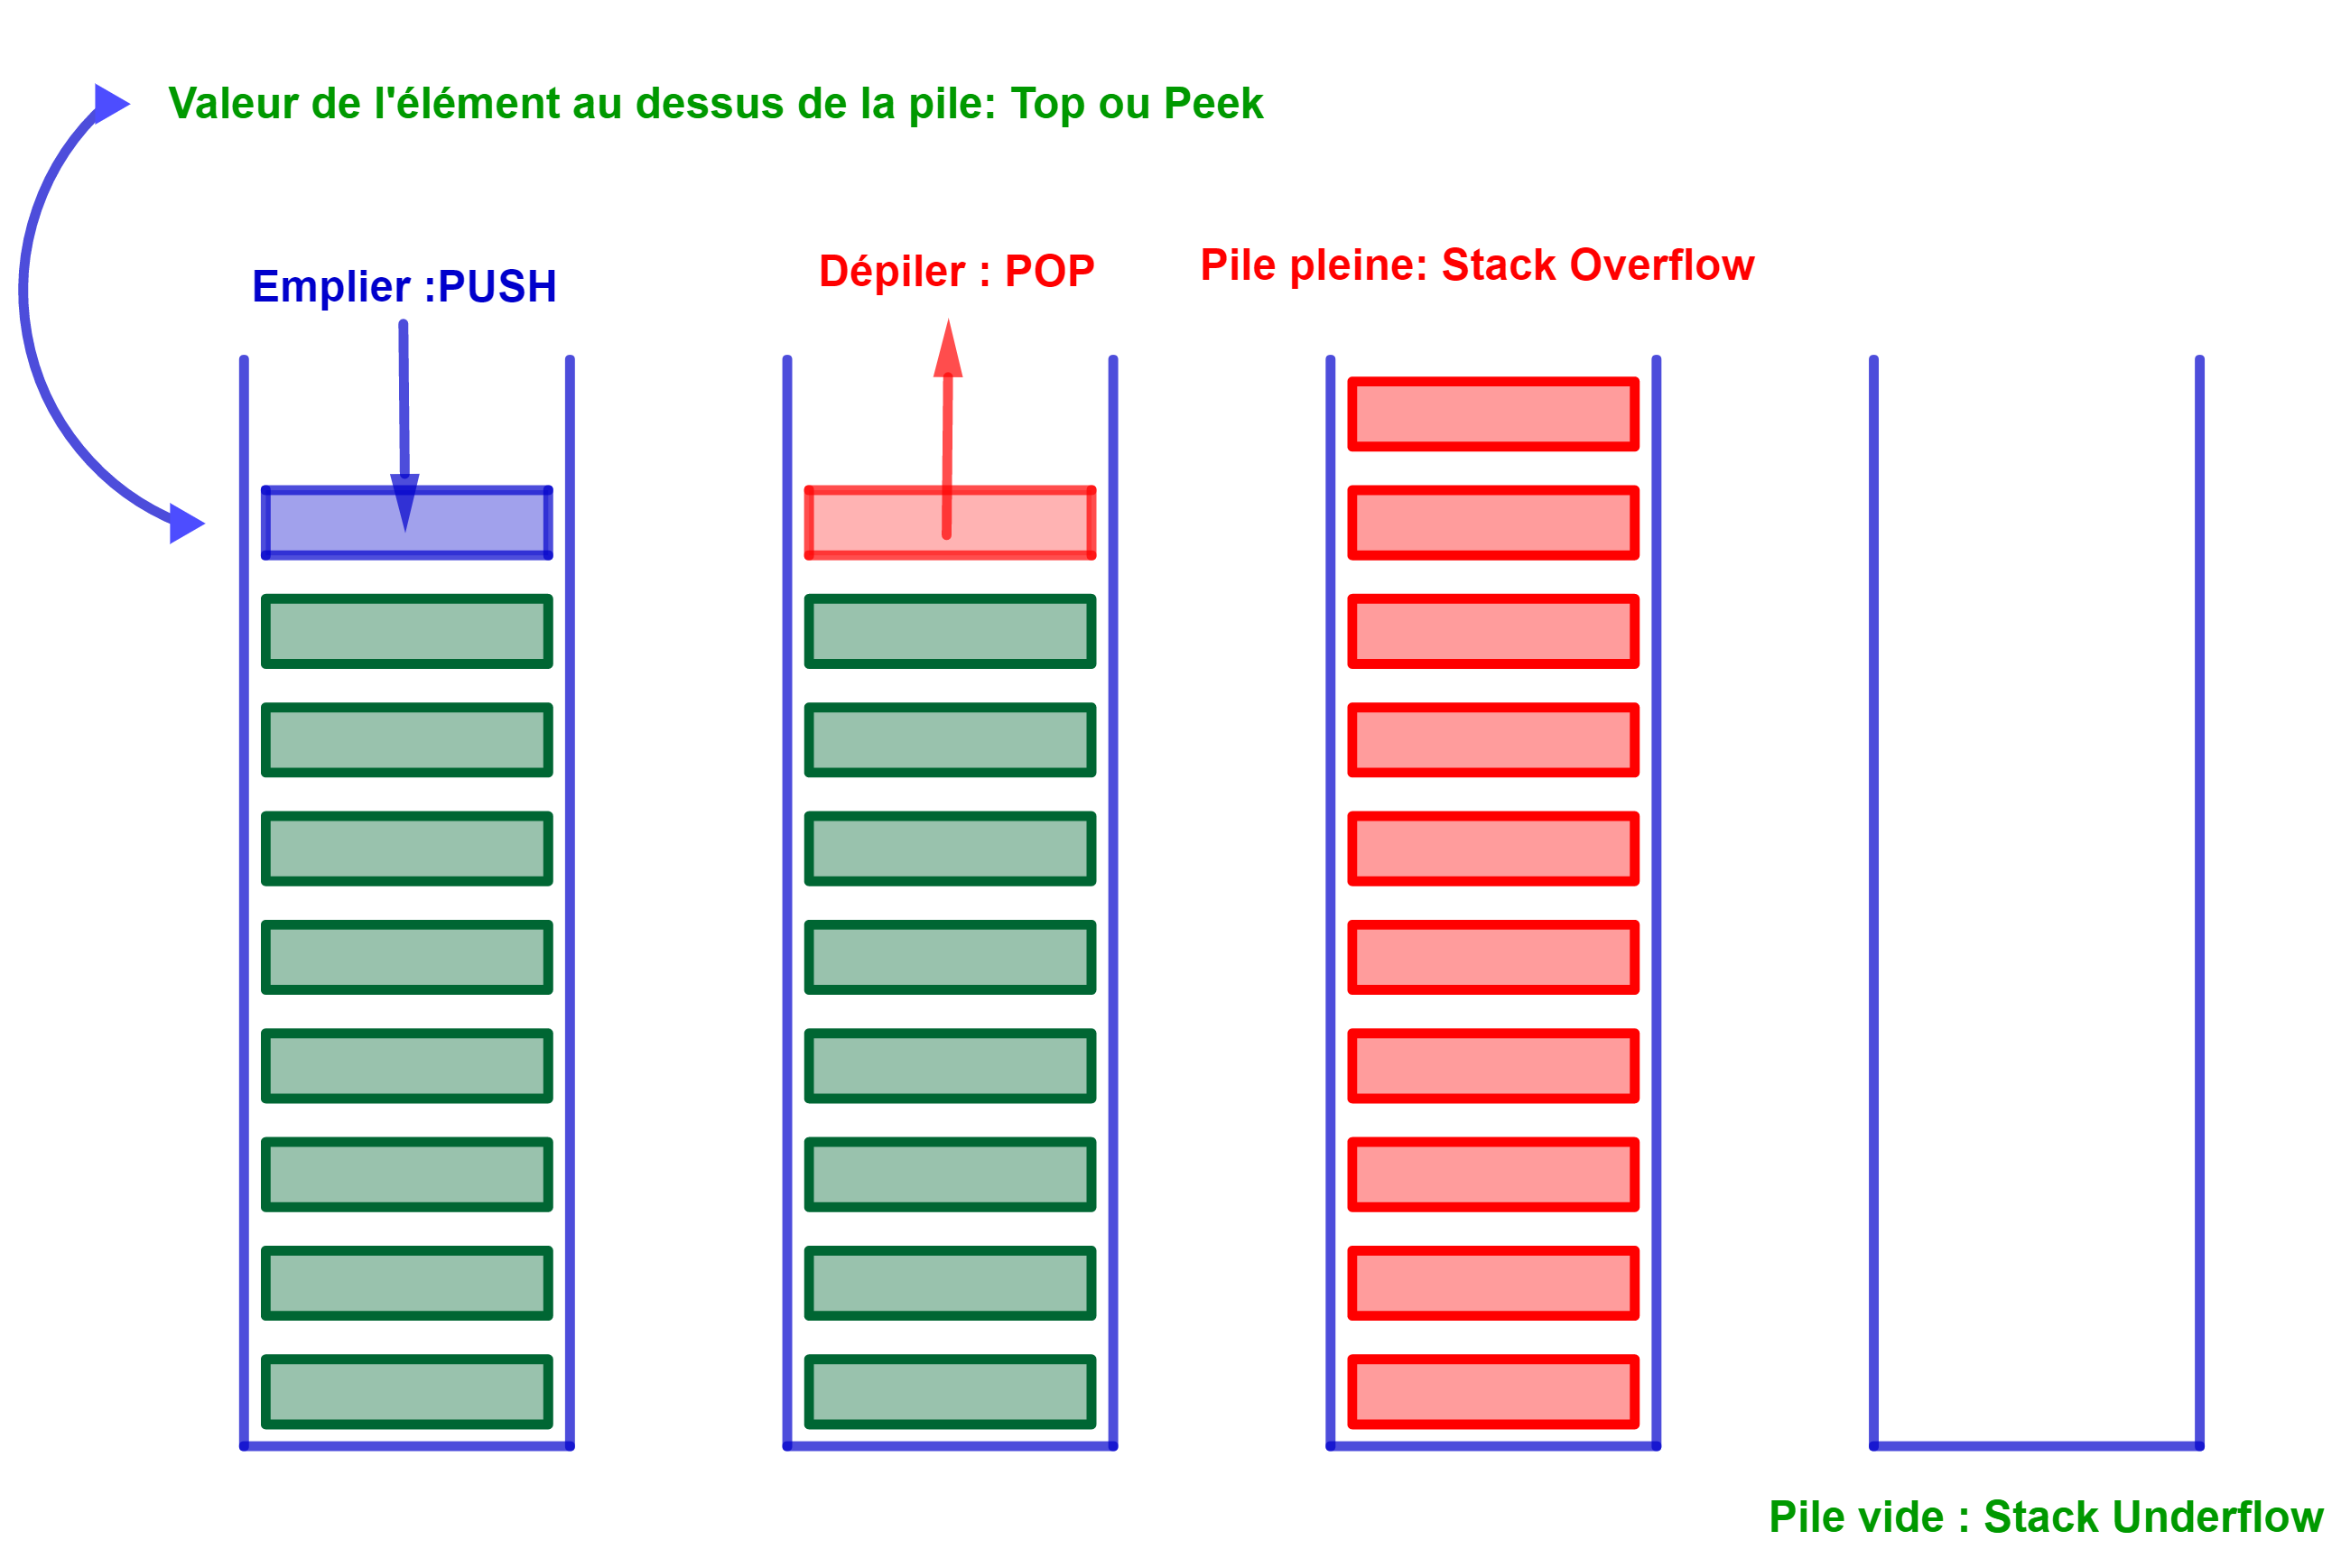 Valeur de l'élément au dessus de la pile: Top ou Peek
Emplier :PUSH
Dépiler : POP
Pile pleine: Stack Overflow
Pile vide : Stack Underflow